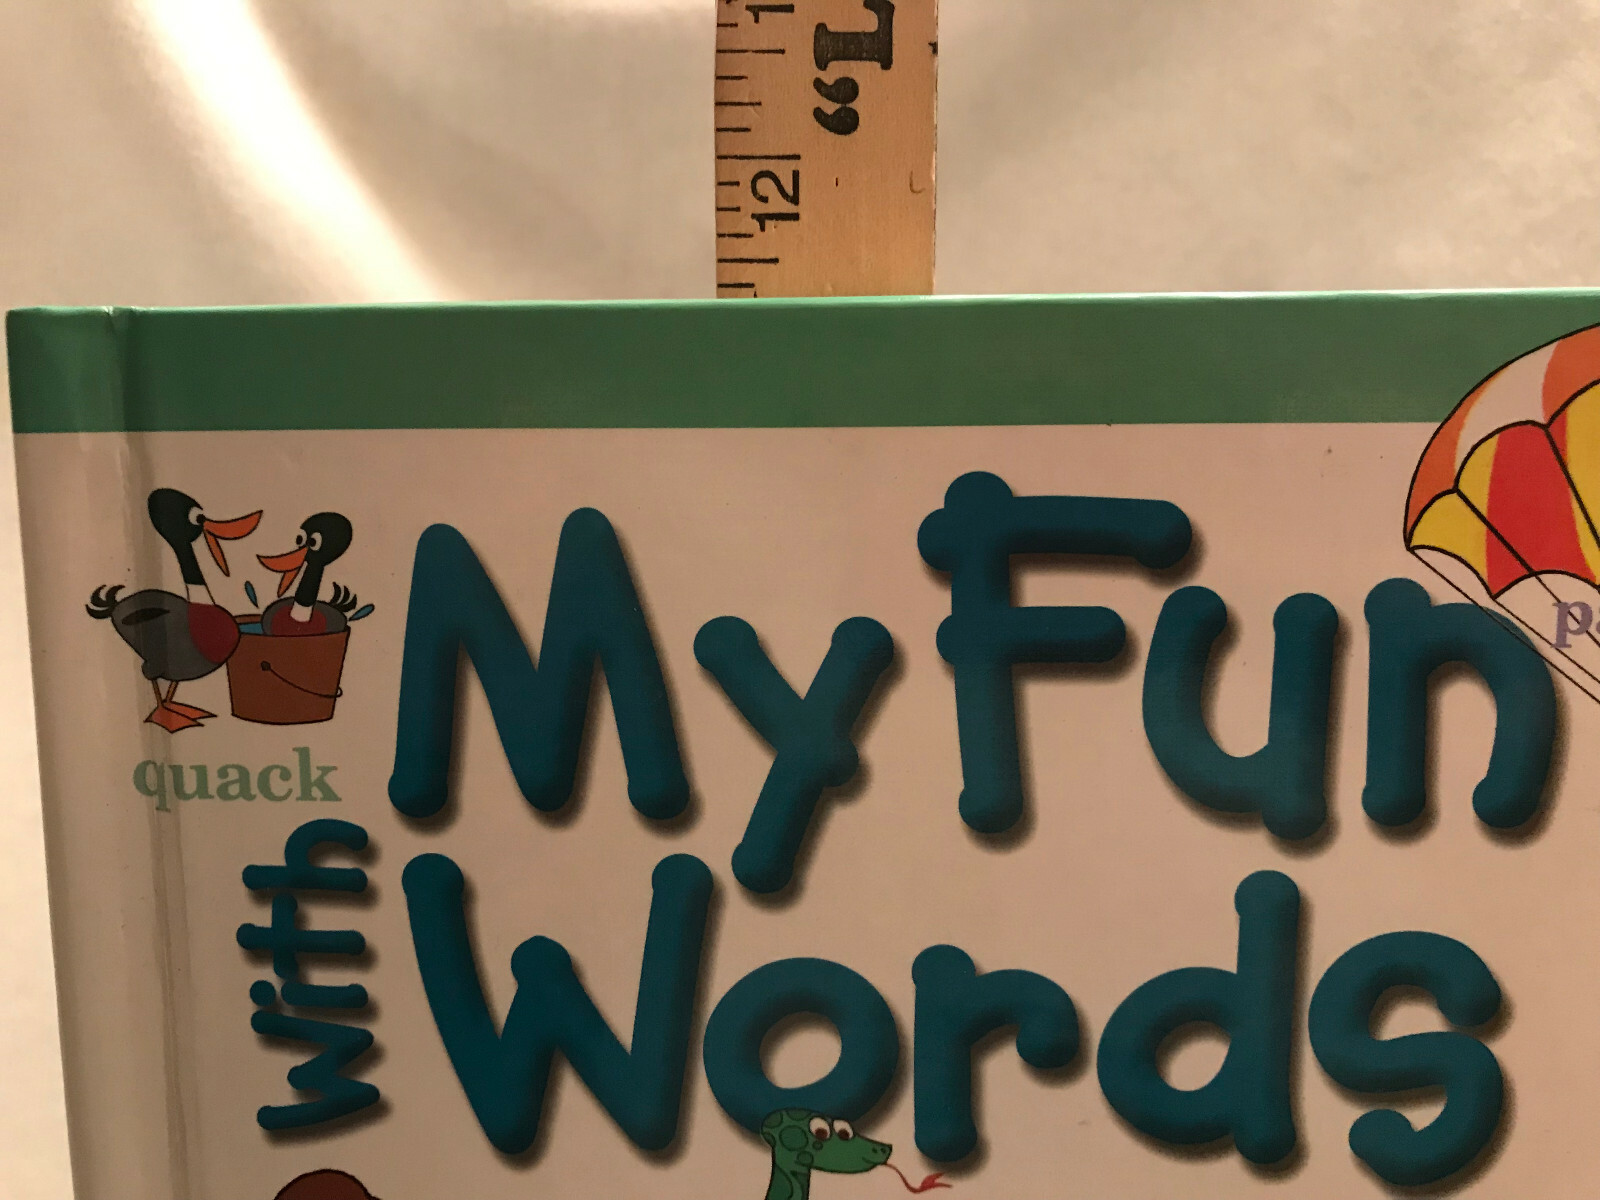 “L
12
My Fun
quack
with
Words